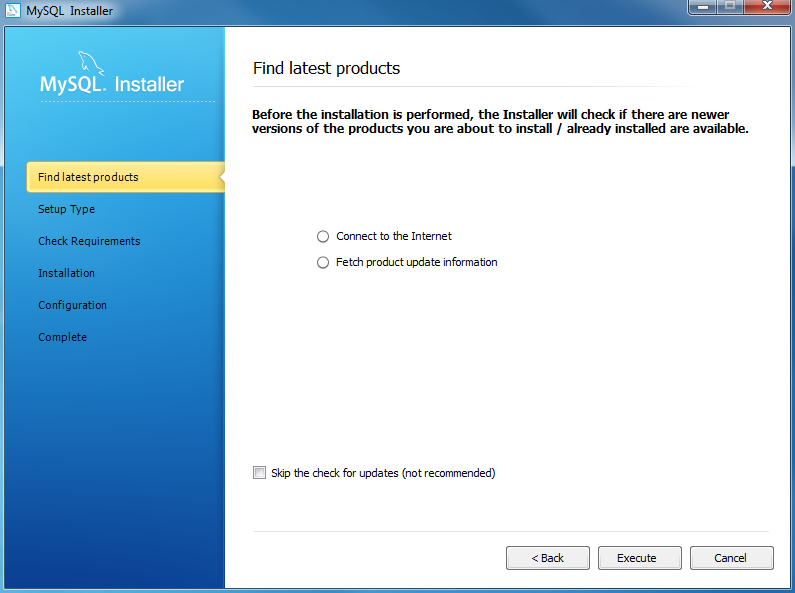 MySQL Installer
MySQL. Installer
Find latest products
Setup Type
Check Requirements
Installation
Configuration
Complete
Find latest products
Before the installation is performed, the Installer will check if there are newer
versions of the products you are about to install / already installed are available.
Connect to the Internet
Fetch product update information
Skip the check for updates (not recommended)
< Back
Execute
Cancel